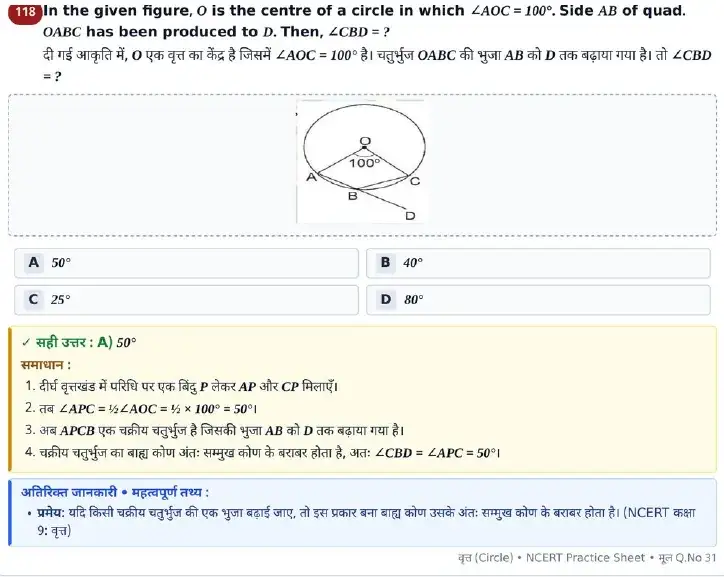 118 In the given figure, O is the centre of a circle in which ∠AOC = 100°. Side AB of quad.
OABC has been produced to D. Then, ∠CBD = ?
दी गई आकृति में, O एक वृत्त का केंद्र है जिसमें ∠AOC = 100° है। चतुर्भुज OABC की भुजा AB को D तक बढ़ाया गया है। तो ∠CBD
= ?
O
100°
A
C
B
D
A 50°
B 40°
C 25°
D 80°
✓ सही उत्तर : A) 50°
समाधान :
1. दीर्घ वृत्तखंड में परिधि पर एक बिंदु P लेकर AP और CP मिलाएँ।
2. तब ∠APC = ½∠AOC = ½ × 100° = 50°।
3. अब APCB एक चक्रीय चतुर्भुज है जिसकी भुजा AB को D तक बढ़ाया गया है।
4. चक्रीय चतुर्भुज का बाह्य कोण अंतः सम्मुख कोण के बराबर होता है, अतः ∠CBD = ∠APC = 50°।
अतिरिक्त जानकारी • महत्वपूर्ण तथ्य :
• प्रमेय: यदि किसी चक्रीय चतुर्भुज की एक भुजा बढ़ाई जाए, तो इस प्रकार बना बाह्य कोण उसके अंतः सम्मुख कोण के बराबर होता है। (NCERT कक्षा
9: वृत्त)
वृत्त (Circle) • NCERT Practice Sheet • मूल Q.No 31